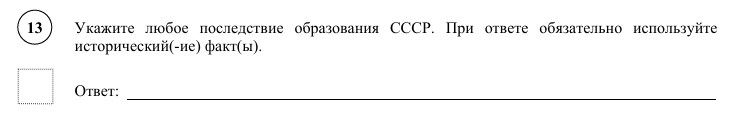 13 Укажите любое последствие образования СССР. При ответе обязательно используйте
исторический(-ие) факт(ы).
Ответ: